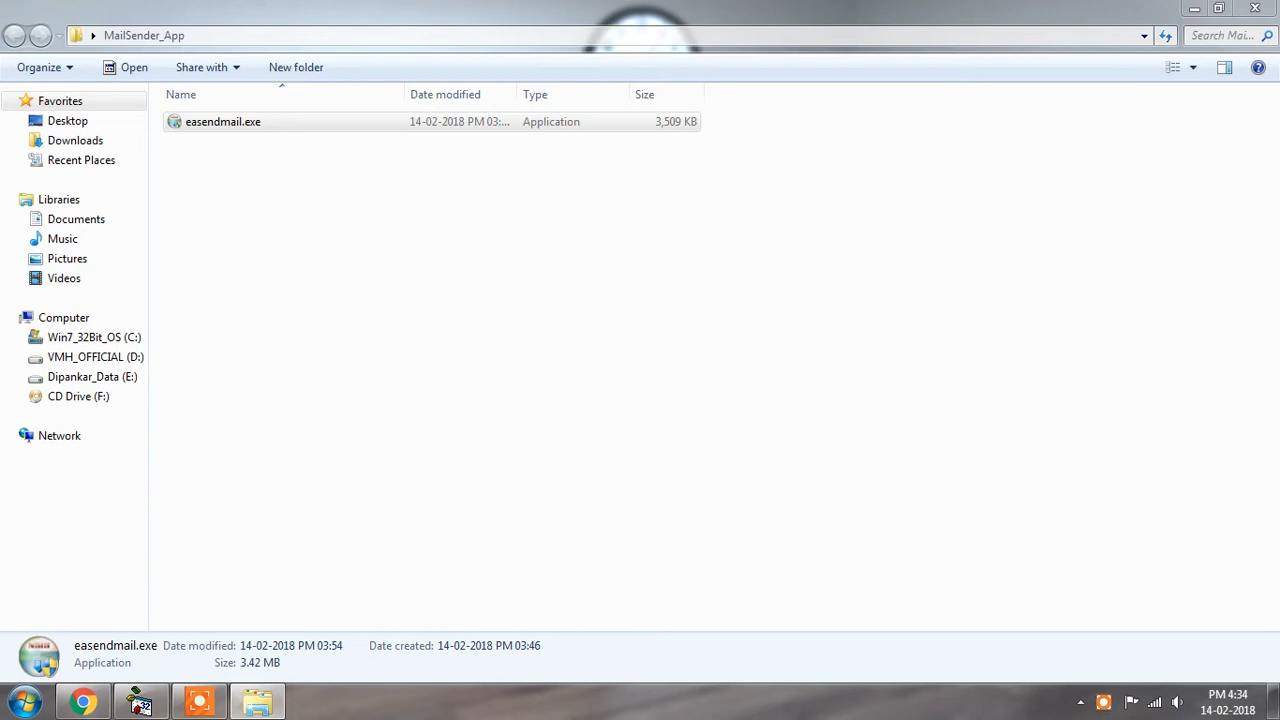 MailSender_App
Search Mai...
Organize
Open
Share with
New folder
Name
Date modified
Type
Size
easendmail.exe
14-02-2018 PM 03:...
Application
3,509 KB
Favorites
Desktop
Downloads
Recent Places
Libraries
Documents
Music
Pictures
Videos
Computer
Win7_32Bit_OS (C:)
VMH_OFFICIAL (D:)
Dipankar_Data (E:)
CD Drive (F:)
Network
easendmail.exe Date modified: 14-02-2018 PM 03:54 Date created: 14-02-2018 PM 03:46
Application Size: 3.42 MB
32
PM 4:34
14-02-2018